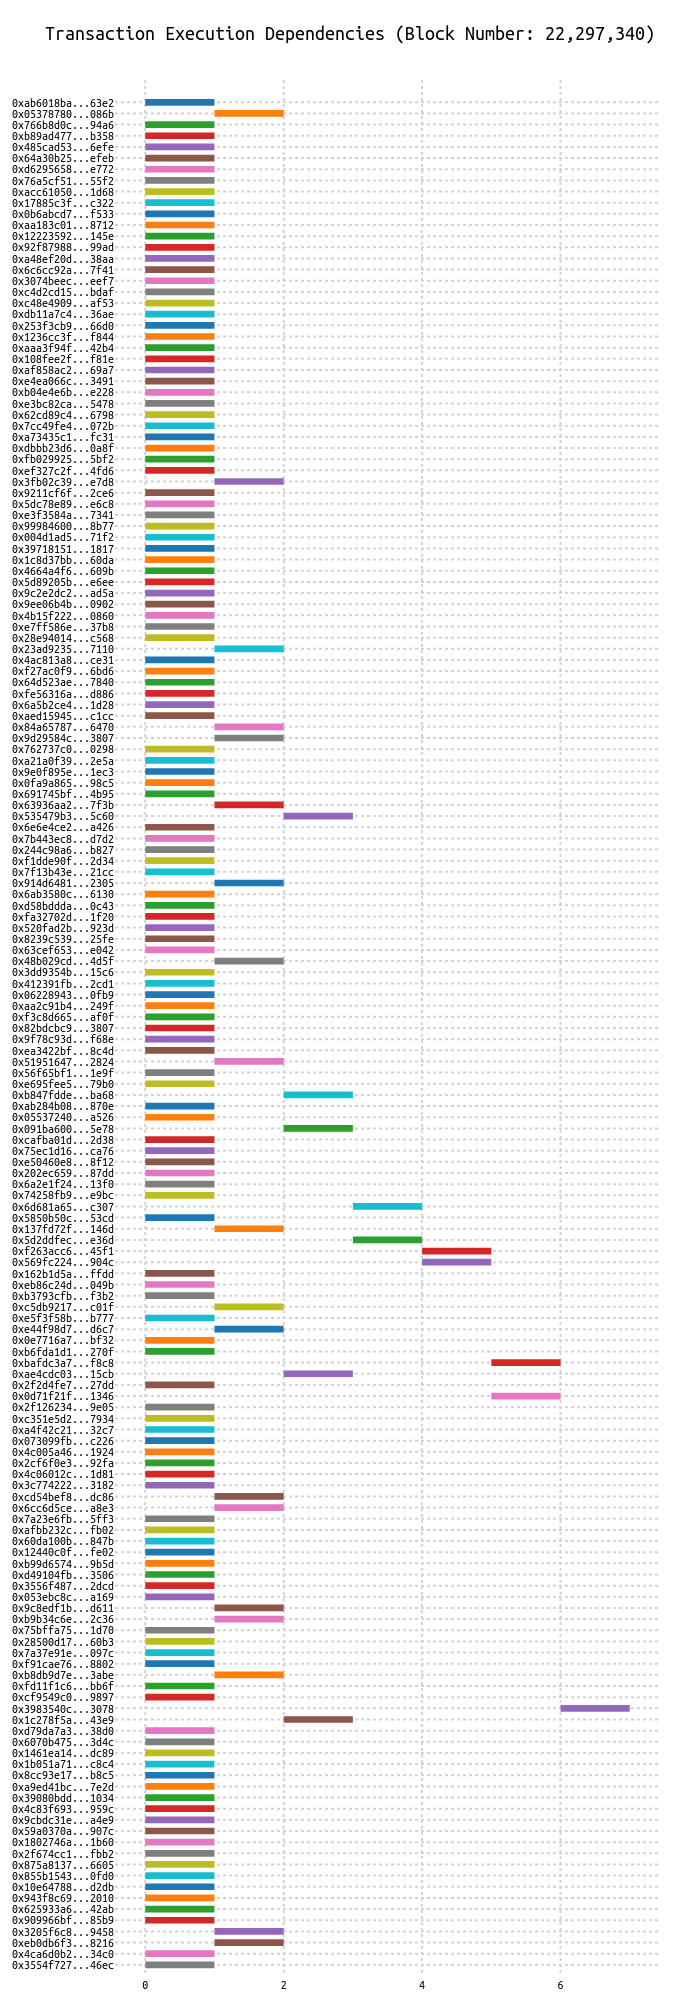 Transaction Execution Dependencies (Block Number: 22,297,340)
0xab6018ba...63e2
0x05378780...086b
0x766b8d0c...94a6
0xb89ad477...b358
0x485cad53...6efe
0x64a30b25...efeb
0xd6295658...e772
0x76a5cf51...55f2
0xacc61050...1d68
0x17885c3f...c322
0x0b6abcd7...f533
0xaa183c01...8712
0x12223592...145e
0x92f87988...99ad
0xa48ef20d...38aa
0x6c6cc92a...7f41
0x3074beec...eef7
0xc4d2cd15...bdaf
0xc48e4909...af53
0xdb11a7c4...36ae
0x253f3cb9...66d0
0x1236cc3f...f844
0xaaa3f94f...42b4
0x108fee2f...f81e
0xaf858ac2...69a7
0xe4ea066c...3491
0xb04e4e6b...e228
0xe3bc82ca...5478
0x62cd89c4...6798
0x7cc49fe4...072b
0xa73435c1...fc31
0xdbbb23d6...0a8f
0xfb029925...5bf2
0xef327c2f...4fd6
0x3fb02c39...e7d8
0x9211cf6f...2ce6
0x5dc78e89...e6c8
0xe3f3584a...7341
0x99984600...8b77
0x004d1ad5...71f2
0x39718151...1817
0x1c8d37bb...60da
0x4664a4f6...609b
0x5d89205b...e6ee
0x9c2e2dc2...ad5a
0x9ee06b4b...0902
0x4b15f222...0860
0xe7ff586e...37b8
0x28e94014...c568
0x23ad9235...7110
0x4ac813a8...ce31
0xf27ac0f9...6bd6
0x64d523ae...7840
0xfe56316a...d886
0x6a5b2ce4...1d28
0xaed15945...c1cc
0x84a65787...6470
0x9d29584c...3807
0x762737c0...0298
0xa21a0f39...2e5a
0x9e0f895e...1ec3
0x0fa9a865...98c5
0x691745bf...4b95
0x63936aa2...7f3b
0x535479b3...5c60
0x6e6e4ce2...a426
0x7b443ec8...d7d2
0x244c98a6...b827
0xf1dde90f...2d34
0x7f13b43e...21cc
0x914d6481...2305
0x6ab3580c...6130
0xd58bddda...0c43
0xfa32702d...1f20
0x520fad2b...923d
0x8239c539...25fe
0x63cef653...e042
0x48b029cd...4d5f
0x3dd9354b...15c6
0x412391fb...2cd1
0x06228943...0fb9
0xaa2c91b4...249f
0xf3c8d665...af0f
0x82bdcbc9...3807
0x9f78c93d...f68e
0xea3422bf...8c4d
0x51951647...2824
0x56f65bf1...1e9f
0xe695fee5...79b0
0xb847fdde...ba68
0xab284b08...870e
0x05537240...a526
0x091ba600...5e78
0xcafba01d...2d38
0x75ec1d16...ca76
0xe50460e8...8f12
0x202ec659...87dd
0x6a2e1f24...13f0
0x74258fb9...e9bc
0x6d681a65...c307
0x5850b50c...53cd
0x137fd72f...146d
0x5d2ddfec...e36d
0xf263acc6...45f1
0x569fc224...904c
0x162b1d5a...ffdd
0xeb86c24d...049b
0xb3793cfb...f3b2
0xc5db9217...c01f
0xe5f3f58b...b777
0xe44f98d7...d6c7
0x0e7716a7...bf32
0xb6fda1d1...270f
0xbafdc3a7...f8c8
0xae4cdc03...15cb
0x2f2d4fe7...27dd
0x0d71f21f...1346
0x2f126234...9e05
0xc351e5d2...7934
0xa4f42c21...32c7
0x073099fb...c226
0x4c005a46...1924
0x2cf6f0e3...92fa
0x4c06012c...1d81
0x3c774222...3182
0xcd54bef8...dc86
0x6cc6d5ce...a8e3
0x7a23e6fb...5ff3
0xafbb232c...fb02
0x60da100b...847b
0x12440c0f...fe02
0xb99d6574...9b5d
0xd49104fb...3506
0x3556f487...2dcd
0x053ebc8c...a169
0x9c8edf1b...d611
0xb9b34c6e...2c36
0x75bffa75...1d70
0x28500d17...60b3
0x7a37e91e...097c
0xf91cae76...8802
0xb8db9d7e...3abe
0xfd11f1c6...bb6f
0xcf9549c0...9897
0x3983540c...3078
0x1c278f5a...43e9
0xd79da7a3...38d0
0x6070b475...3d4c
0x1461ea14...dc89
0x1b051a71...c8c4
0x8cc93e17...b8c5
0xa9ed41bc...7e2d
0x39080bdd...1034
0x4c83f693...959c
0x9cbdc31e...a4e9
0x59a0370a...907c
0x1802746a...1b60
0x2f674cc1...fbb2
0x875a8137...6605
0x855b1543...0fd0
0x10e64788...d2db
0x943f8c69...2010
0x625933a6...42ab
0x909966bf...85b9
0x3205f6c8...9458
0xeb0db6f3...8216
0x4ca6d0b2...34c0
0x3554f727...46ec
0 2 4 6